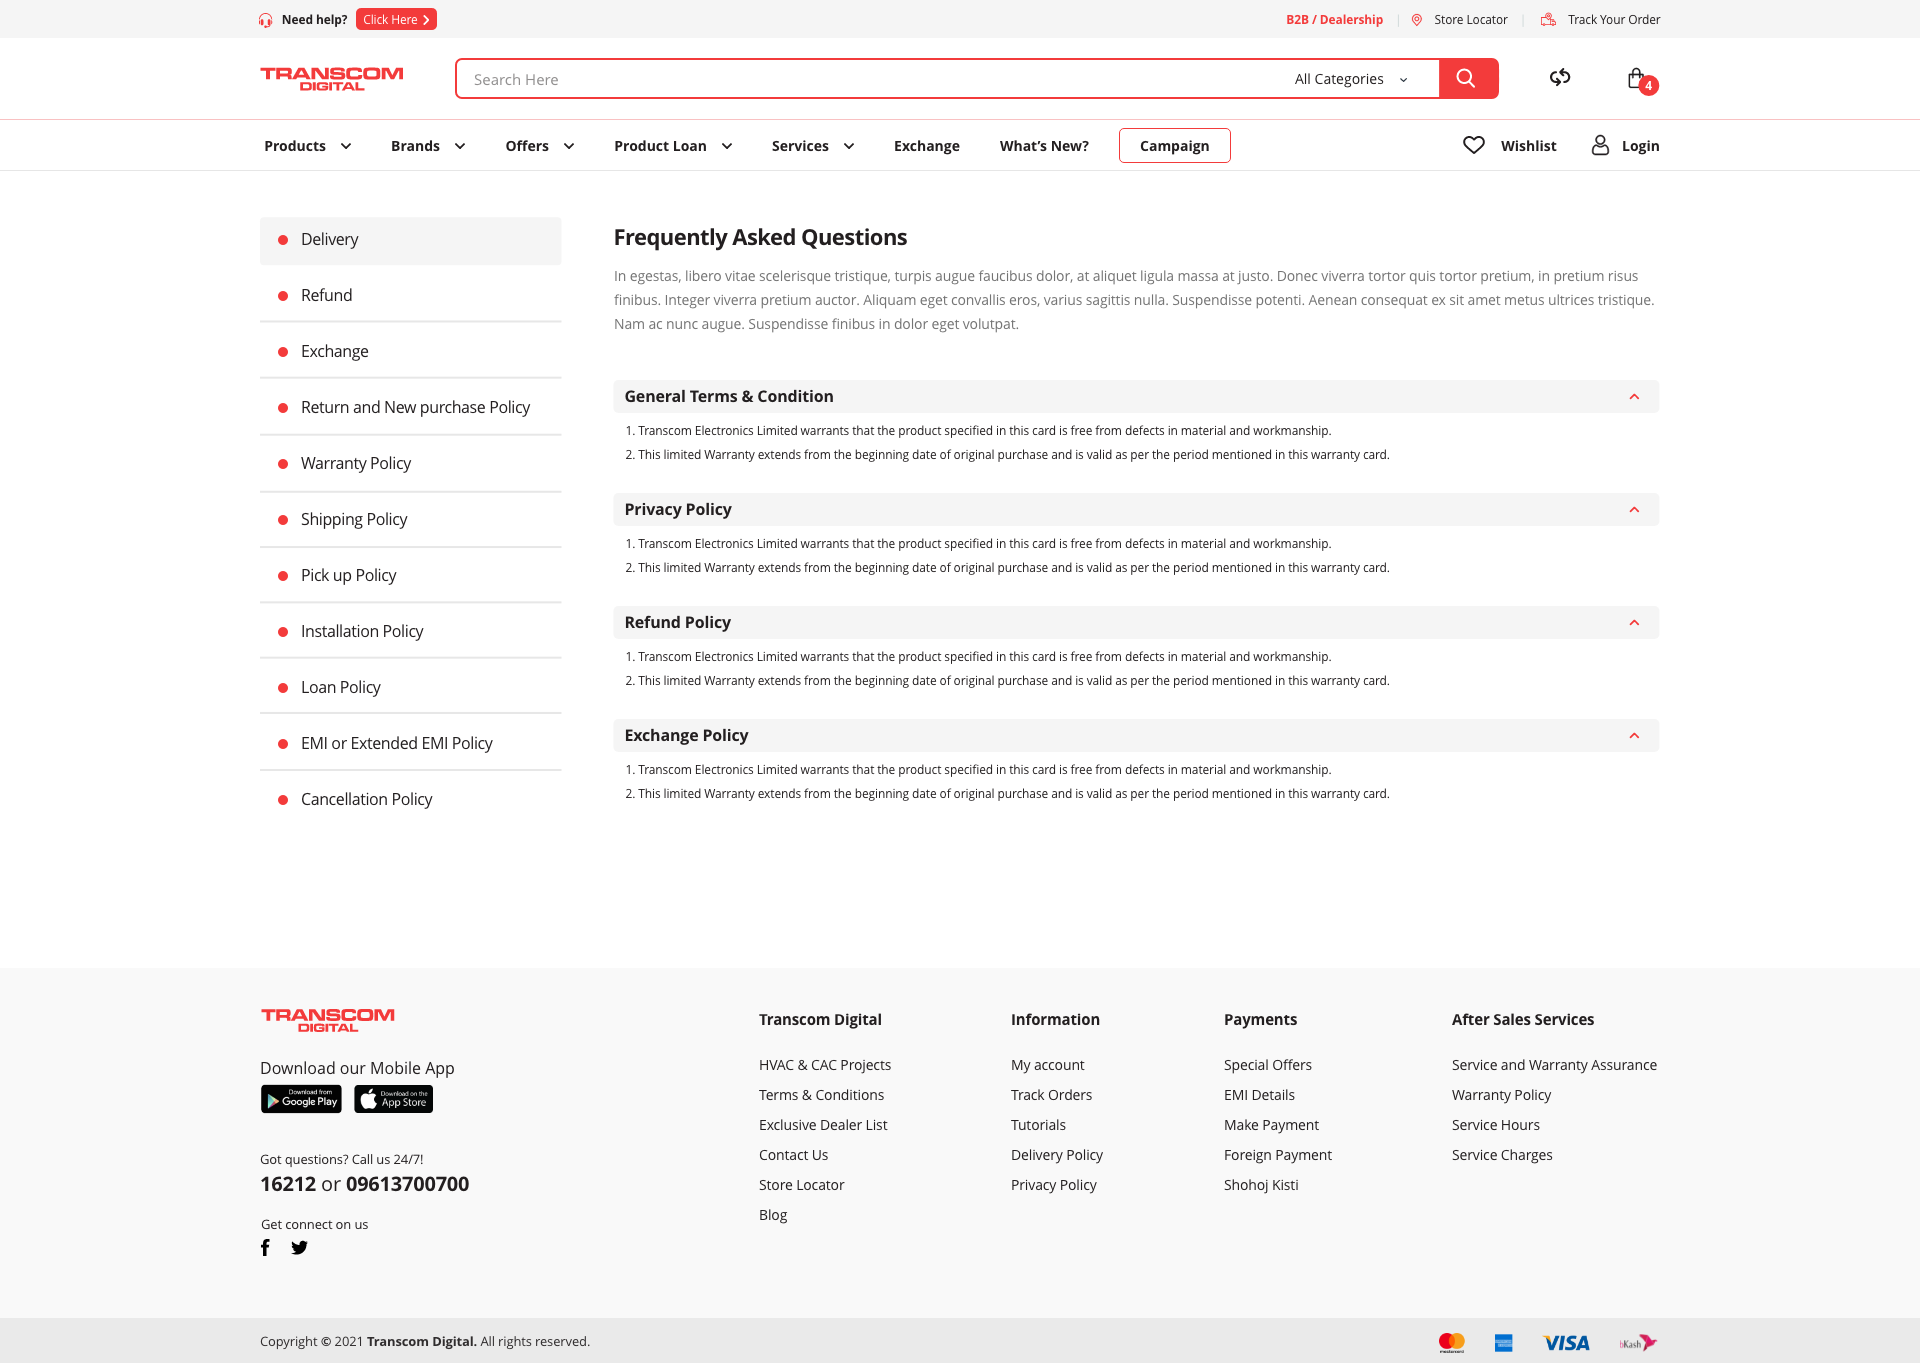 Need help? Click Here
B2B / Dealership Store Locator Track Your Order
TRANSCOM
DIGITAL
Search Here All Categories
4
Products Brands Offers Product Loan Services Exchange What's New? Campaign Wishlist Login
Delivery
Refund
Exchange
Return and New purchase Policy
Warranty Policy
Shipping Policy
Pick up Policy
Installation Policy
Loan Policy
EMI or Extended EMI Policy
Cancellation Policy
Frequently Asked Questions
In egestas, libero vitae scelerisque tristique, turpis augue faucibus dolor, at aliquet ligula massa at justo. Donec viverra tortor quis tortor pretium, in pretium risus
finibus. Integer viverra pretium auctor. Aliquam eget convallis eros, varius sagittis nulla. Suspendisse potenti. Aenean consequat ex sit amet metus ultrices tristique.
Nam ac nunc augue. Suspendisse finibus in dolor eget volutpat.
General Terms & Condition
1. Transcom Electronics Limited warrants that the product specified in this card is free from defects in material and workmanship.
2. This limited Warranty extends from the beginning date of original purchase and is valid as per the period mentioned in this warranty card.
Privacy Policy
1. Transcom Electronics Limited warrants that the product specified in this card is free from defects in material and workmanship.
2. This limited Warranty extends from the beginning date of original purchase and is valid as per the period mentioned in this warranty card.
Refund Policy
1. Transcom Electronics Limited warrants that the product specified in this card is free from defects in material and workmanship.
2. This limited Warranty extends from the beginning date of original purchase and is valid as per the period mentioned in this warranty card.
Exchange Policy
1. Transcom Electronics Limited warrants that the product specified in this card is free from defects in material and workmanship.
2. This limited Warranty extends from the beginning date of original purchase and is valid as per the period mentioned in this warranty card.
TRANSCOM
DIGITAL
Download our Mobile App
Download from
Google Play
Download on the
App Store
Got questions? Call us 24/7!
16212 or 09613700700
Get connect on us
Transcom Digital
HVAC & CAC Projects
Terms & Conditions
Exclusive Dealer List
Contact Us
Store Locator
Blog
Information
My account
Track Orders
Tutorials
Delivery Policy
Privacy Policy
Payments
Special Offers
EMI Details
Make Payment
Foreign Payment
Shohoj Kisti
After Sales Services
Service and Warranty Assurance
Warranty Policy
Service Hours
Service Charges
Copyright © 2021 Transcom Digital. All rights reserved.
mastercard
VISA
bKash